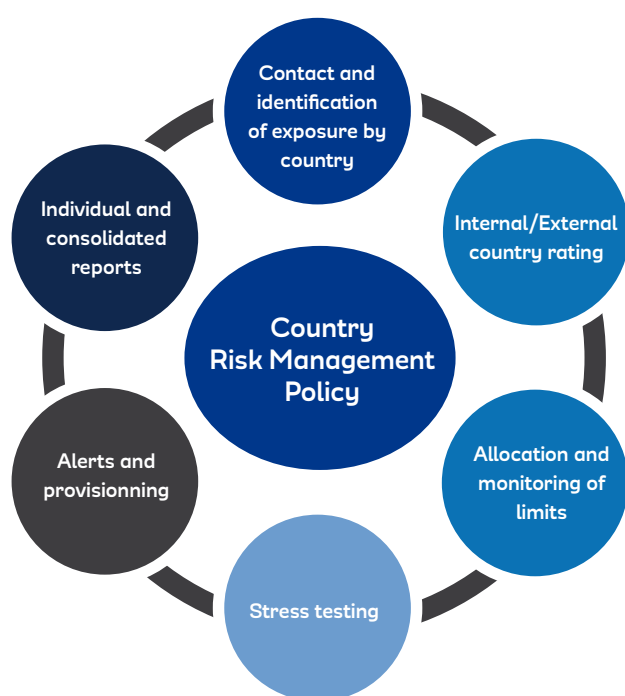 Contact and
identification
of exposure by
country
Internal/External
country rating
Allocation and
monitoring of
limits
Stress testing
Alerts and
provisionning
Individual and
consolidated
reports
Country
Risk Management
Policy